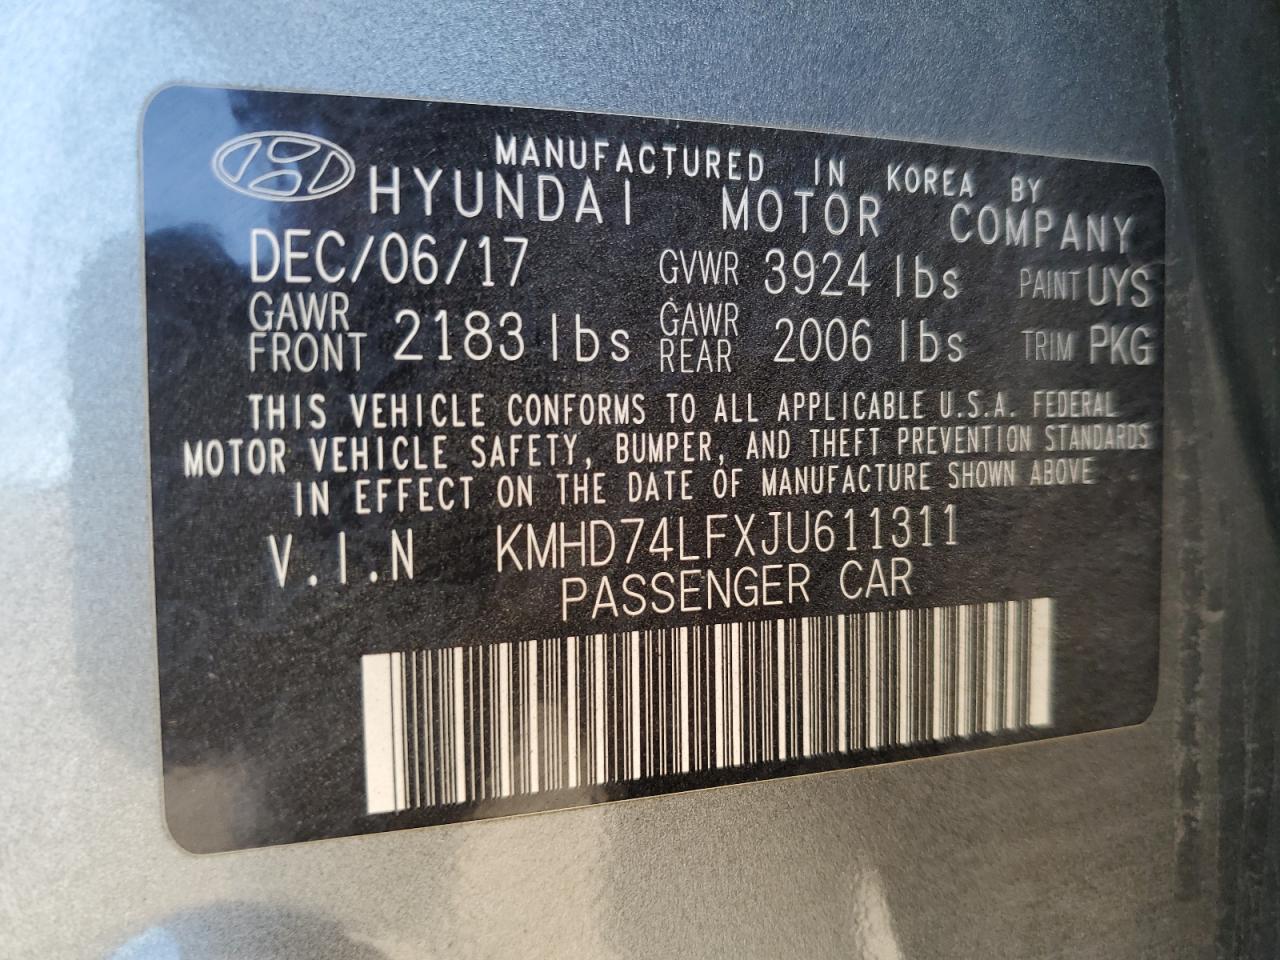 MANUFACTURED IN KOREA BY
HYUNDAI MOTOR COMPANY
DEC/06/17 GVWR 3924 lbs PAINT UYS
GAWR FRONT 2183 lbs GAWR REAR 2006 lbs TRIM PKG
THIS VEHICLE CONFORMS TO ALL APPLICABLE U.S.A. FEDERAL
MOTOR VEHICLE SAFETY, BUMPER, AND THEFT PREVENTION STANDARDS
IN EFFECT ON THE DATE OF MANUFACTURE SHOWN ABOVE
V.I.N KMHD74LFXJU611311
PASSENGER CAR